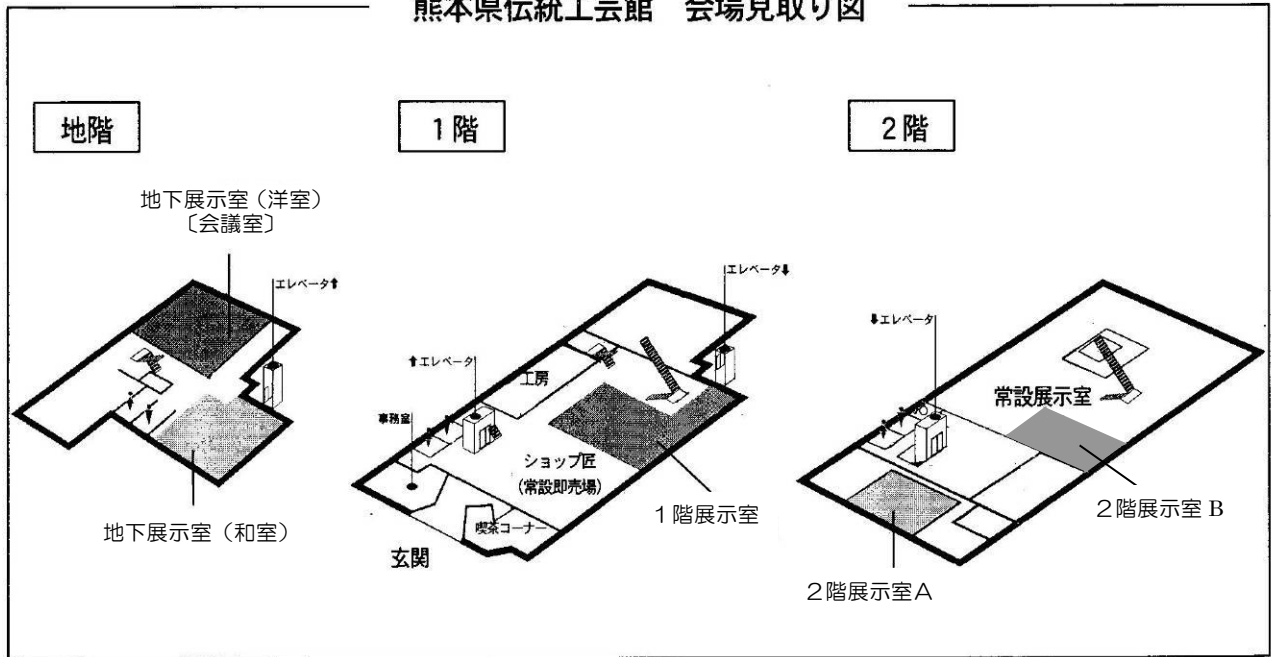 熊本県伝統工芸館 会場見取り図
地階
1階
2階
地下展示室（洋室）
〔会議室〕
エレベータ⬆
地下展示室（和室）
エレベータ⬇
⬆エレベータ
工房
事務室
ショップ匠
(常設即売場)
喫茶コーナー
玄関
1階展示室
⬇エレベータ
常設展示室
2階展示室 B
2階展示室A